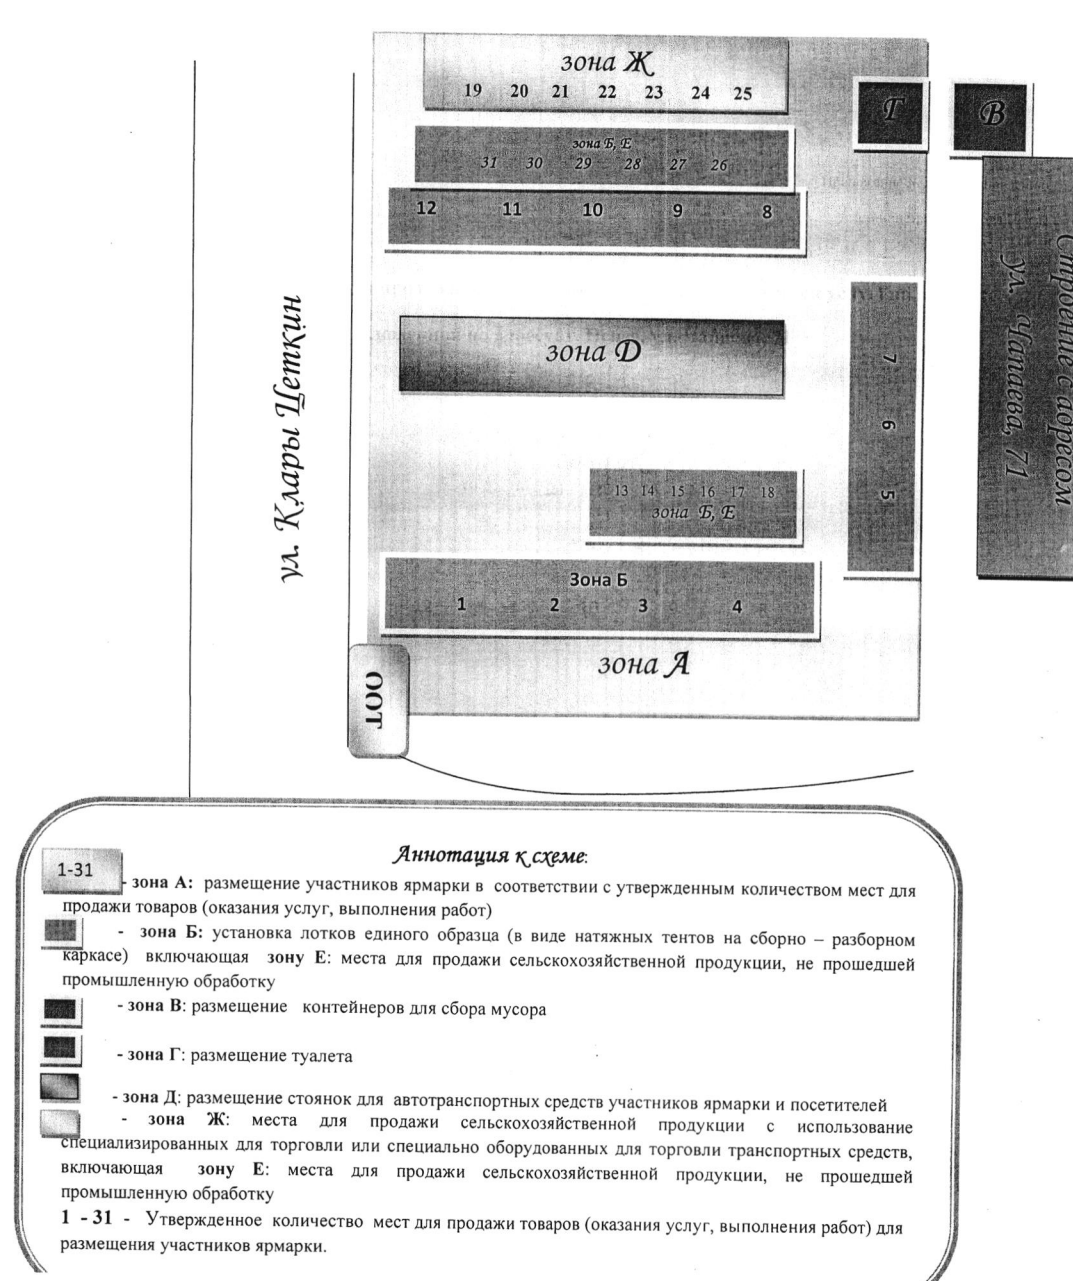 зона Ж
19 20 21 22 23 24 25
Г
В
зона Б, Е
31 30 29 28 27 26
12 11 10 9 8
Строение с адресом
ул. Чапаева, 71
ул. Клары Цеткин
зона Д
7 6 5
13 14 15 16 17 18
зона Б, Е
Зона Б
1 2 3 4
зона А
ООТ
Аннотация к схеме:
1-31
- зона А: размещение участников ярмарки в соответствии с утвержденным количеством мест для
продажи товаров (оказания услуг, выполнения работ)
- зона Б: установка лотков единого образца (в виде натяжных тентов на сборно – разборном
каркасе) включающая зону Е: места для продажи сельскохозяйственной продукции, не прошедшей
промышленную обработку
- зона В: размещение контейнеров для сбора мусора
- зона Г: размещение туалета
- зона Д: размещение стоянок для автотранспортных средств участников ярмарки и посетителей
- зона Ж: места для продажи сельскохозяйственной продукции с использование
специализированных для торговли или специально оборудованных для торговли транспортных средств,
включающая зону Е: места для продажи сельскохозяйственной продукции, не прошедшей
промышленную обработку
1 - 31 - Утвержденное количество мест для продажи товаров (оказания услуг, выполнения работ) для
размещения участников ярмарки.